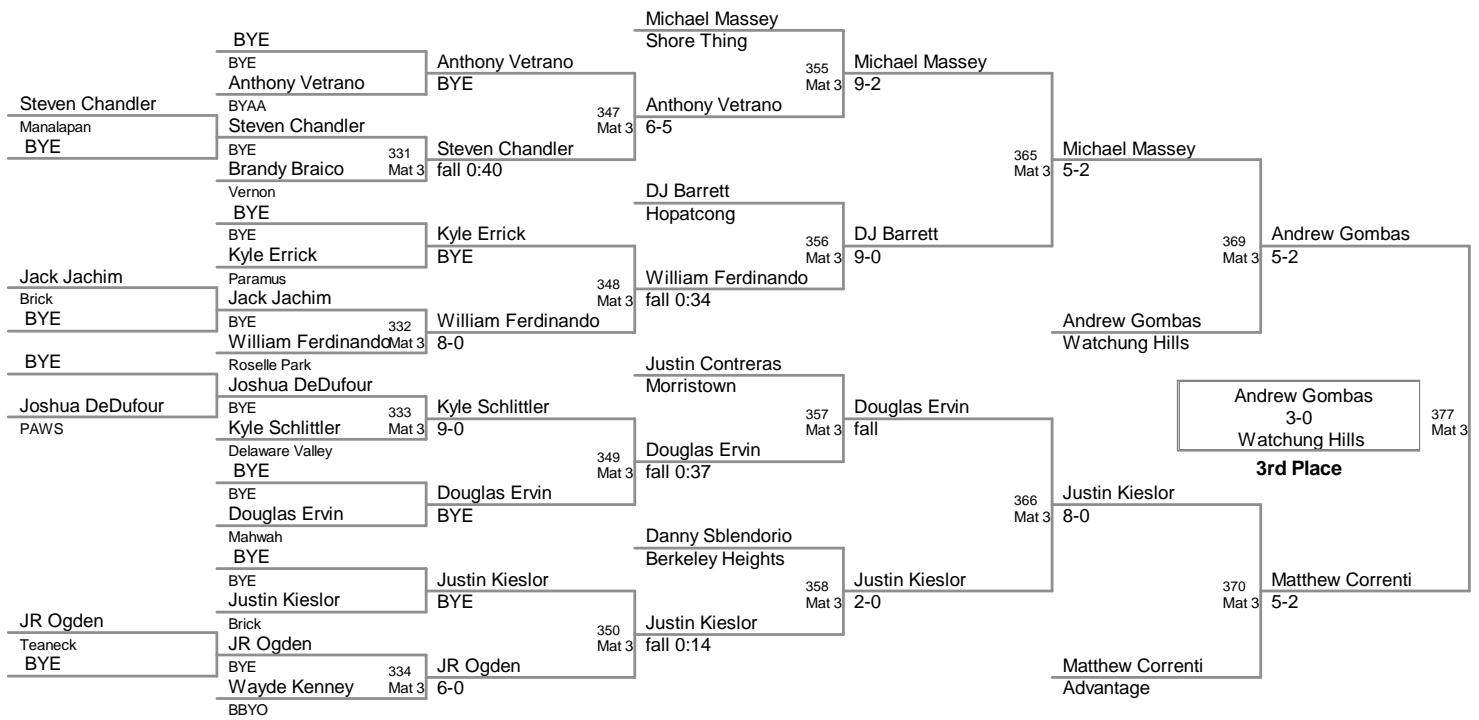 Steven Chandler
Manalapan
BYE
Jack Jachim
Brick
BYE
BYE
Joshua DeDufour
PAWS
JR Ogden
Teaneck
BYE
BYE
BYE
Anthony Vetrano
BYAA
Steven Chandler
BYE
331
Brandy Braico
Mat 3
Vernon
BYE
BYE
Kyle Errick
Paramus
Jack Jachim
BYE
332
William Ferdinando
Mat 3
Roselle Park
Joshua DeDufour
BYE
333
Kyle Schlittler
Mat 3
Delaware Valley
BYE
BYE
Douglas Ervin
Mahwah
BYE
BYE
Justin Kieslor
Brick
JR Ogden
BYE
334
Wayde Kenney
Mat 3
BBYO
Anthony Vetrano
BYE
347
Mat 3
Steven Chandler
fall 0:40
Kyle Errick
BYE
348
Mat 3
William Ferdinando
8-0
Kyle Schlittler
9-0
349
Mat 3
Douglas Ervin
BYE
Justin Kieslor
BYE
350
Mat 3
JR Ogden
6-0
Michael Massey
Shore Thing
355
Mat 3
Anthony Vetrano
6-5
DJ Barrett
Hopatcong
356
Mat 3
William Ferdinando
fall 0:34
Justin Contreras
Morristown
357
Mat 3
Douglas Ervin
fall 0:37
Danny Sblendorio
Berkeley Heights
358
Mat 3
Justin Kieslor
fall 0:14
Michael Massey
9-2
365
Mat 3
DJ Barrett
9-0
Douglas Ervin
fall
366
Mat 3
Justin Kieslor
2-0
Michael Massey
5-2
369
Mat 3
Andrew Gombas
Watchung Hills
Justin Kieslor
8-0
370
Mat 3
Matthew Correnti
Advantage
Andrew Gombas
5-2
Andrew Gombas
3-0
Watchung Hills
3rd Place
377
Mat 3
Matthew Correnti
5-2